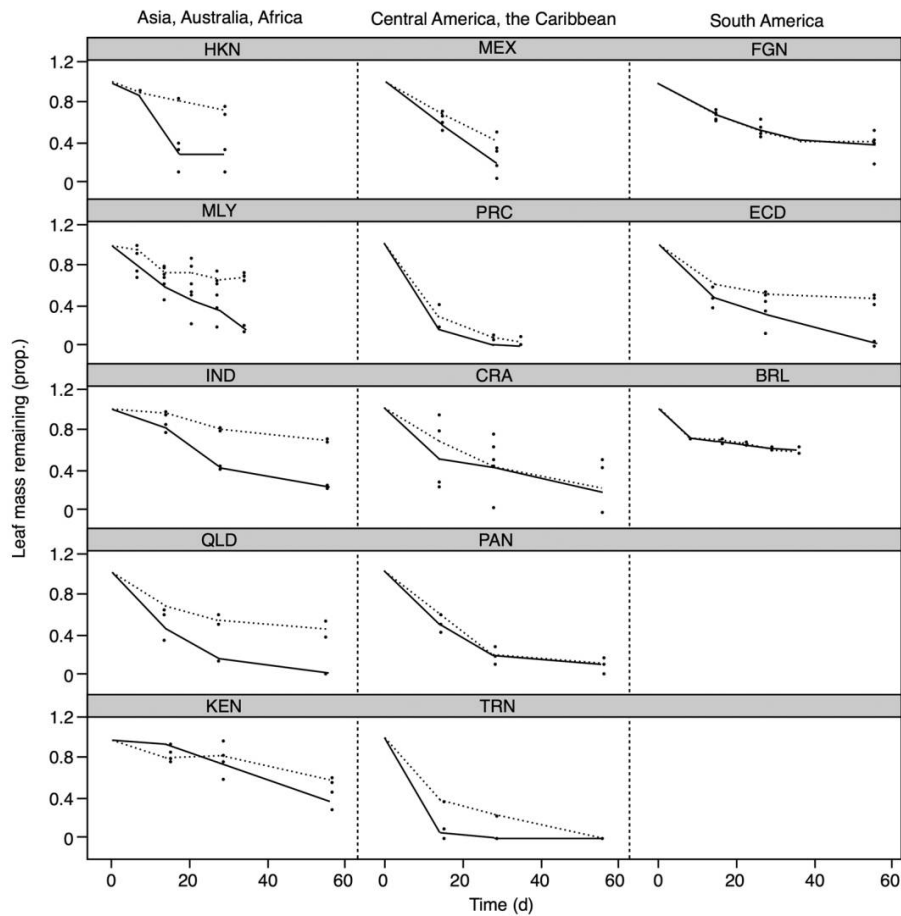 Asia, Australia, Africa Central America, the Caribbean South America
HKN MEX FGN
1.2
0.8
0.4
0
MLY PRC ECD
1.2
0.8
0.4
0
IND CRA BRL
1.2
0.8
0.4
0
QLD PAN
1.2
0.8
0.4
0
KEN TRN
1.2
0.8
0.4
0
0 20 40 60 0 20 40 60 0 20 40 60
Leaf mass remaining (prop.)
Time (d)